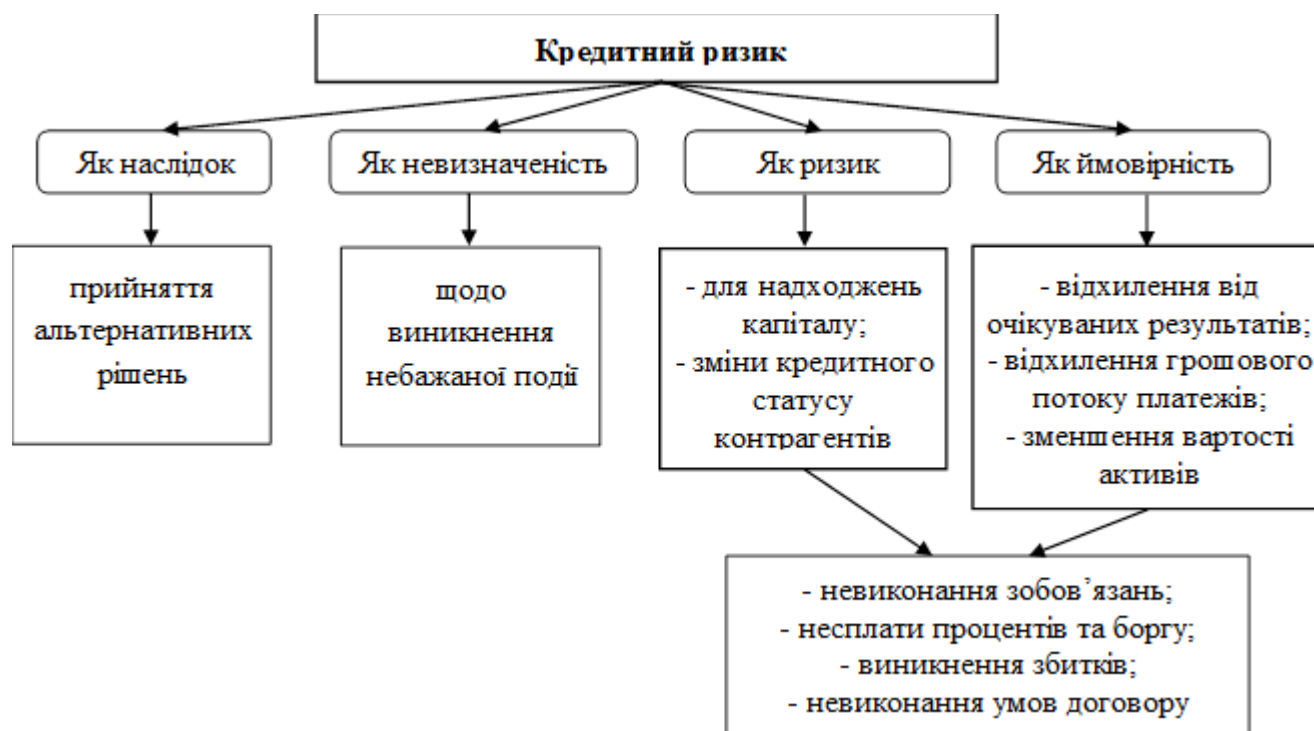 Кредитний ризик
Як наслідок
Як невизначеність
Як ризик
Як ймовірність
прийняття
альтернативних
рішень
щодо
виникнення
небажаної події
- для надходжень
капіталу;
- зміни кредитного
статусу
контрагентів
- відхилення від
очікуваних результатів;
- відхилення грошового
потоку платежів;
- зменшення вартості
активів
- невиконання зобов’язань;
- несплати процентів та боргу;
- виникнення збитків;
- невиконання умов договору